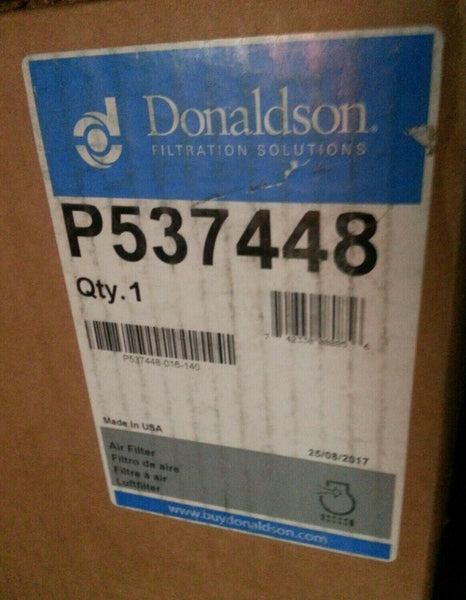 Donaldson.
FILTRATION SOLUTIONS
P537448
Qty.1
P537448-016-140
Made In USA
25/08/2017
Air Filter
Filtro de aire
Filtre à air
Luftfilter
www.buydonaldson.com